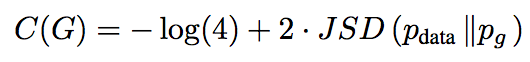 C(G) = − log(4) + 2 · JSD (p_data ‖p_g )